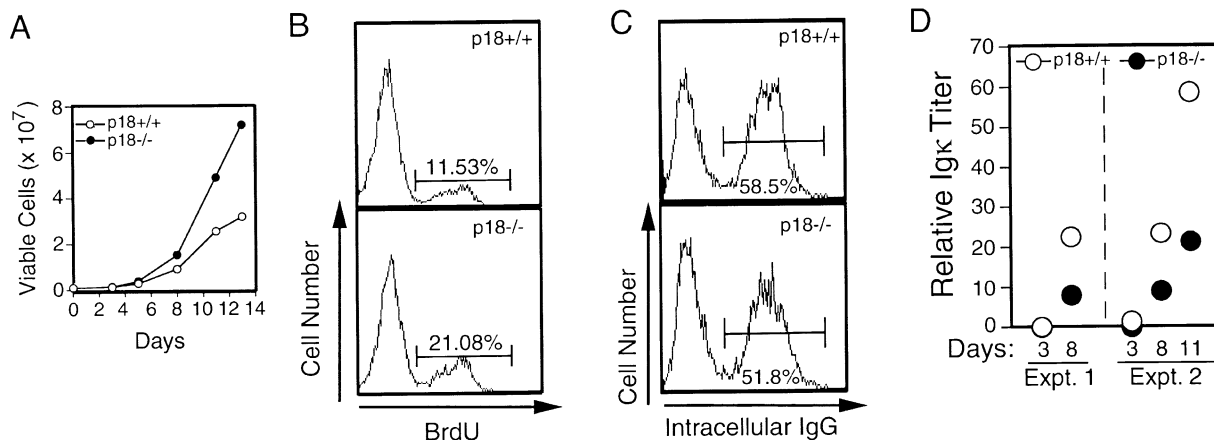 A
Viable Cells (x 10⁷)
8
6
4
2
0
p18+/+
p18-/-
0 2 4 6 8 10 12 14
Days
B
p18+/+
11.53%
p18-/-
21.08%
Cell Number
BrdU
C
p18+/+
58.5%
p18-/-
51.8%
Cell Number
Intracellular IgG
D
Relative Igκ Titer
70
60
50
40
30
20
10
0
p18+/+
p18-/-
Days: 3 8 3 8 11
Expt. 1 Expt. 2